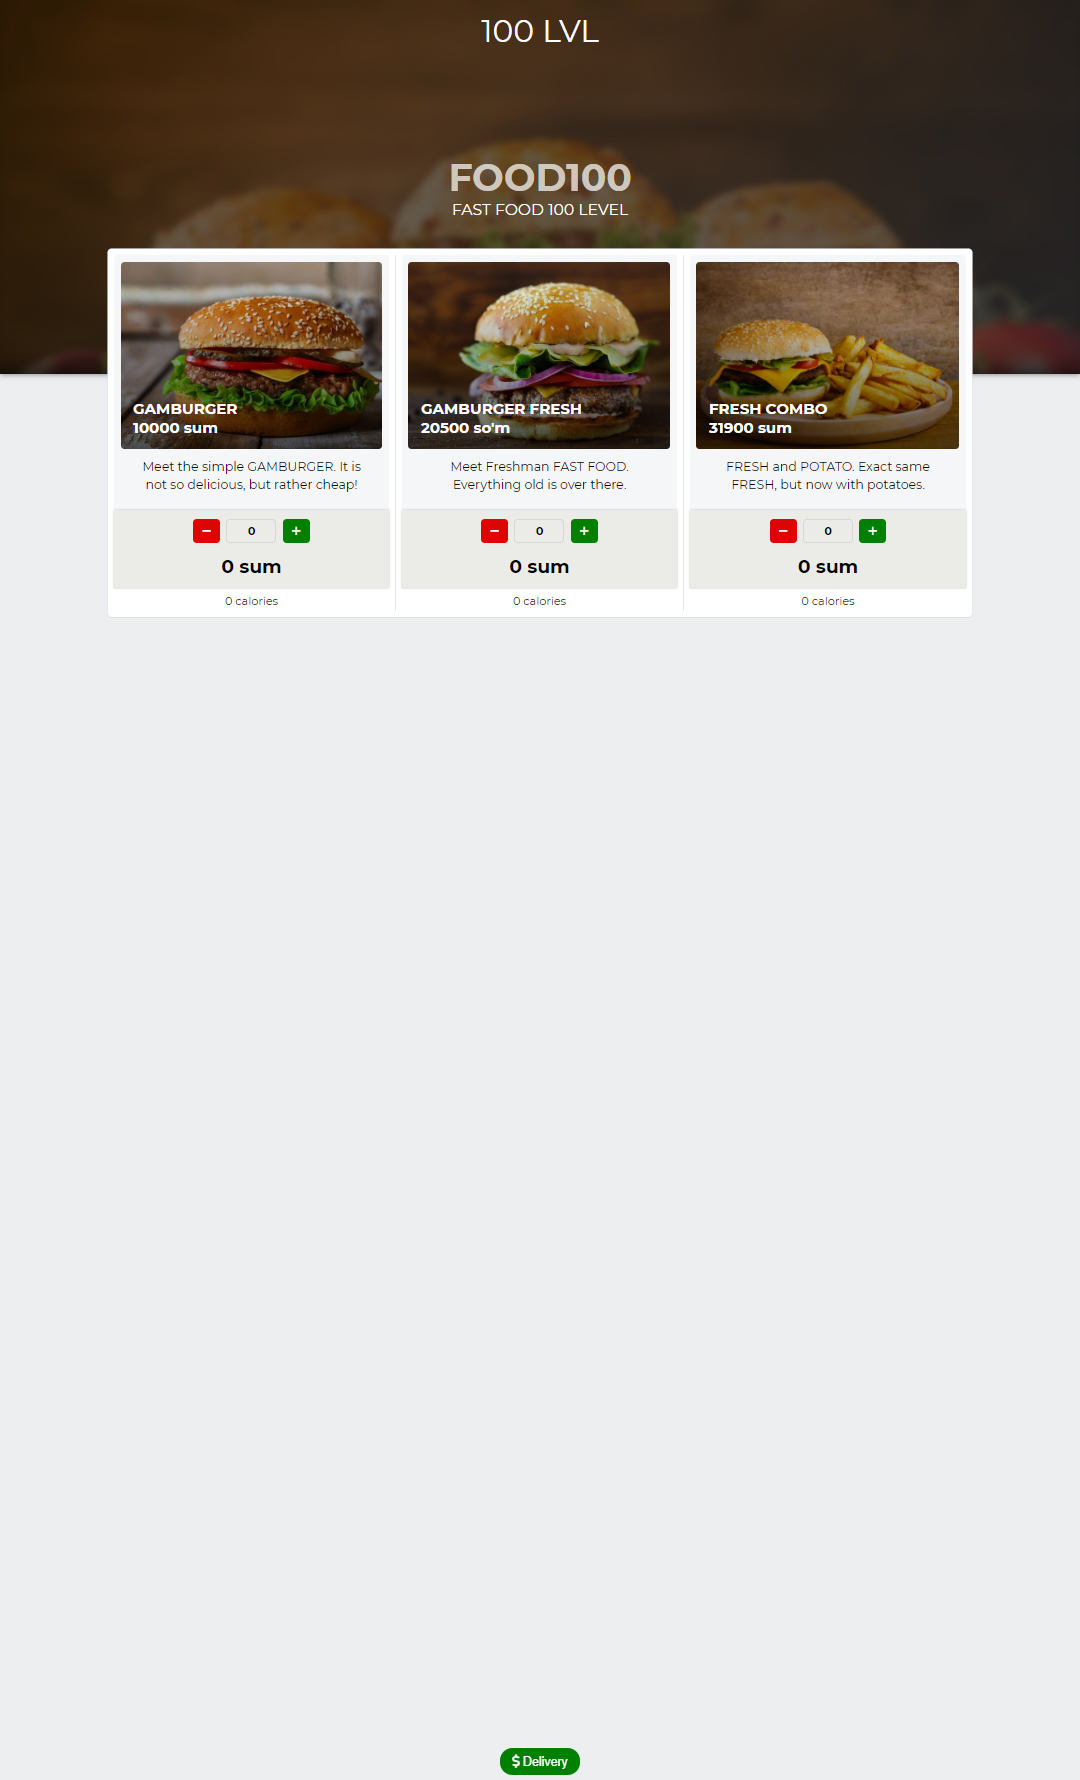 100 LVL
FOOD100
FAST FOOD 100 LEVEL
GAMBURGER
10000 sum
Meet the simple GAMBURGER. It is
not so delicious, but rather cheap!
− 0 +
0 sum
0 calories
GAMBURGER FRESH
20500 so'm
Meet Freshman FAST FOOD.
Everything old is over there.
− 0 +
0 sum
0 calories
FRESH COMBO
31900 sum
FRESH and POTATO. Exact same
FRESH, but now with potatoes.
− 0 +
0 sum
0 calories
$ Delivery